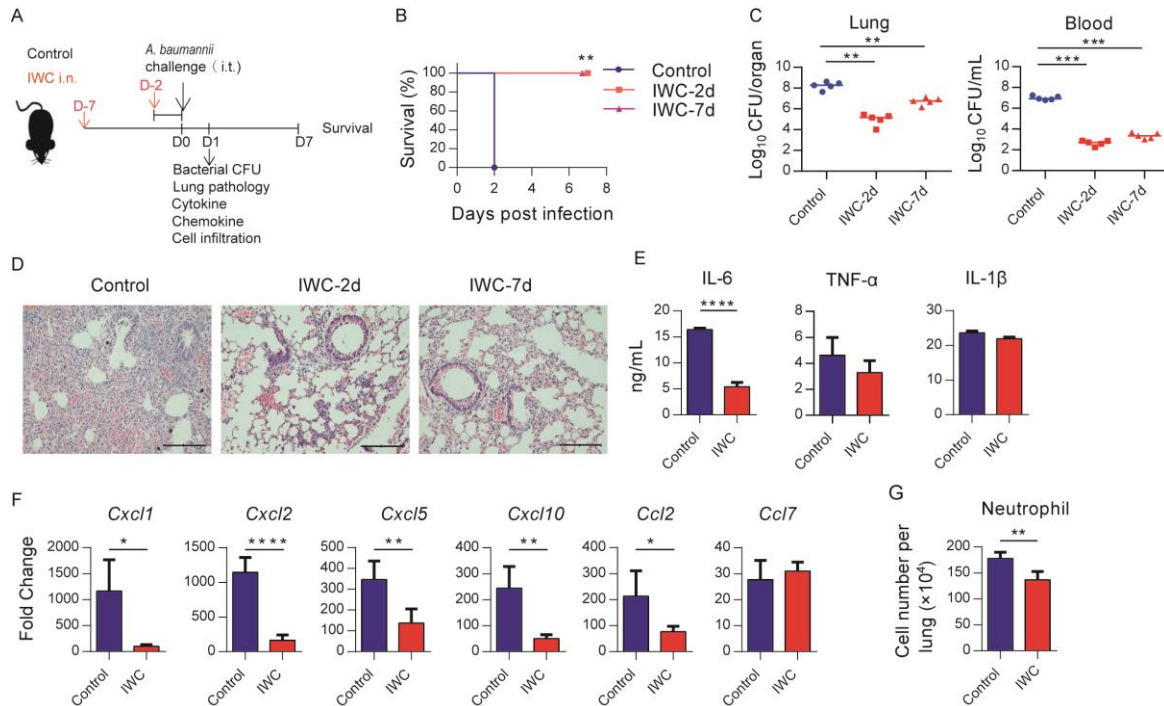 A
Control
IWC i.n.
A. baumannii
challenge（i.t.）
D-7
D-2
D0
D1
D7
Survival
Bacterial CFU
Lung pathology
Cytokine
Chemokine
Cell infiltration
B
Survival (%)
100
50
0
0 2 4 6 8
Days post infection
**
Control
IWC-2d
IWC-7d
C
Lung
Log10 CFU/organ
10
8
6
4
2
**
**
Control
IWC-2d
IWC-7d
Blood
Log10 CFU/mL
10
8
6
4
2
0
***
***
Control
IWC-2d
IWC-7d
D
Control
IWC-2d
IWC-7d
E
IL-6
ng/mL
20
15
10
5
0
****
Control
IWC
TNF-α
8
6
4
2
0
Control
IWC
IL-1β
30
20
10
0
Control
IWC
F
Fold Change
Cxcl1
2000
1500
1000
500
0
*
Control
IWC
Cxcl2
1500
1000
500
0
****
Control
IWC
Cxcl5
500
400
300
200
100
0
**
Control
IWC
Cxcl10
400
300
200
100
0
**
Control
IWC
Ccl2
400
300
200
100
0
*
Control
IWC
Ccl7
40
30
20
10
0
Control
IWC
G
Neutrophil
Cell number per
lung (×10⁴)
200
150
100
50
0
**
Control
IWC